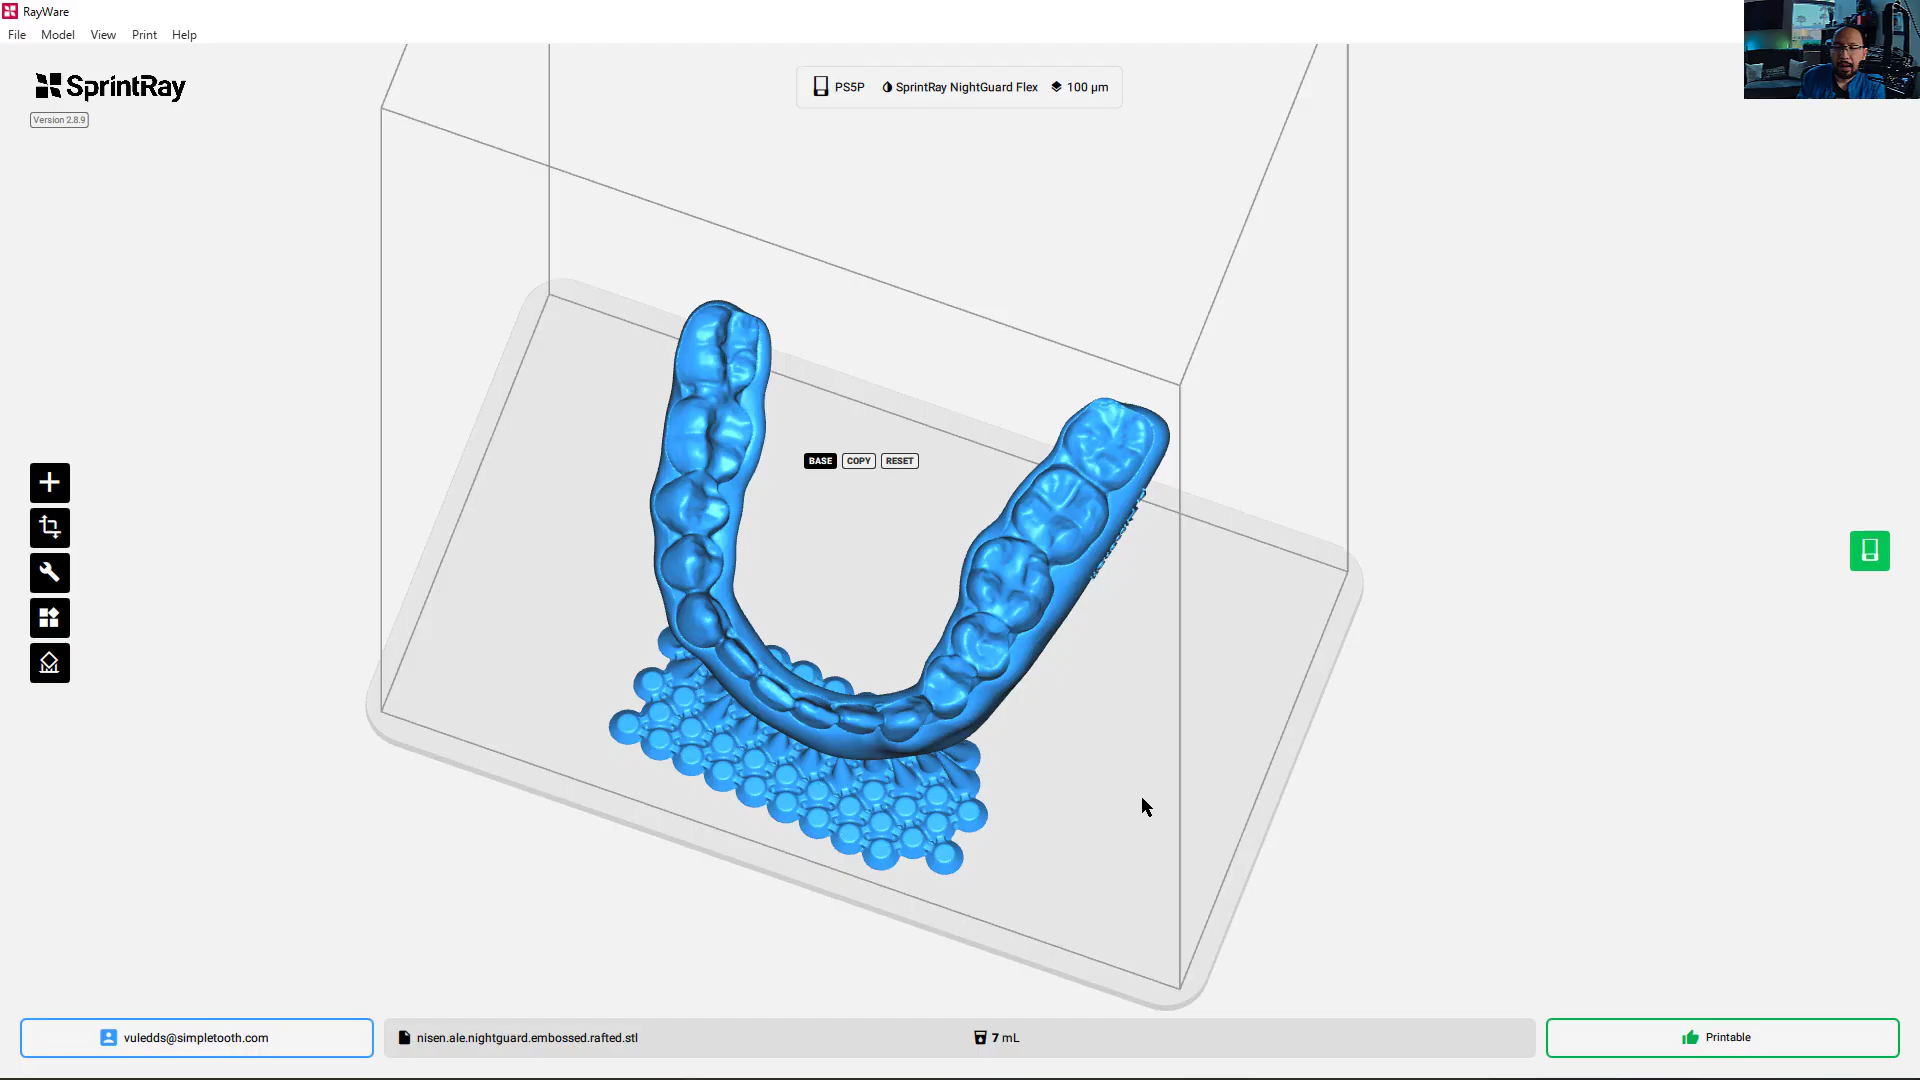 RayWare
File Model View Print Help
SprintRay
Version 2.8.9
PS5P SprintRay NightGuard Flex 100 µm
BASE COPY RESET
vuledds@simpletooth.com
nisen.ale.nightguard.embossed.rafted.stl
7 mL
Printable